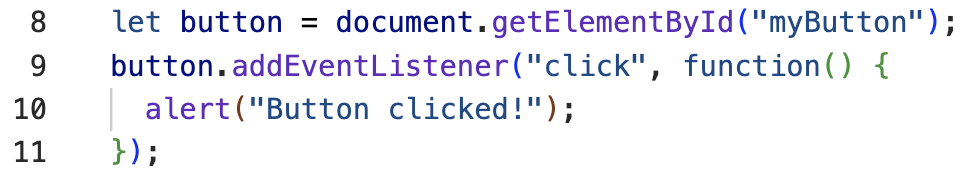 8 let button = document.getElementById("myButton");
9 button.addEventListener("click", function() {
10 alert("Button clicked!");
11 });